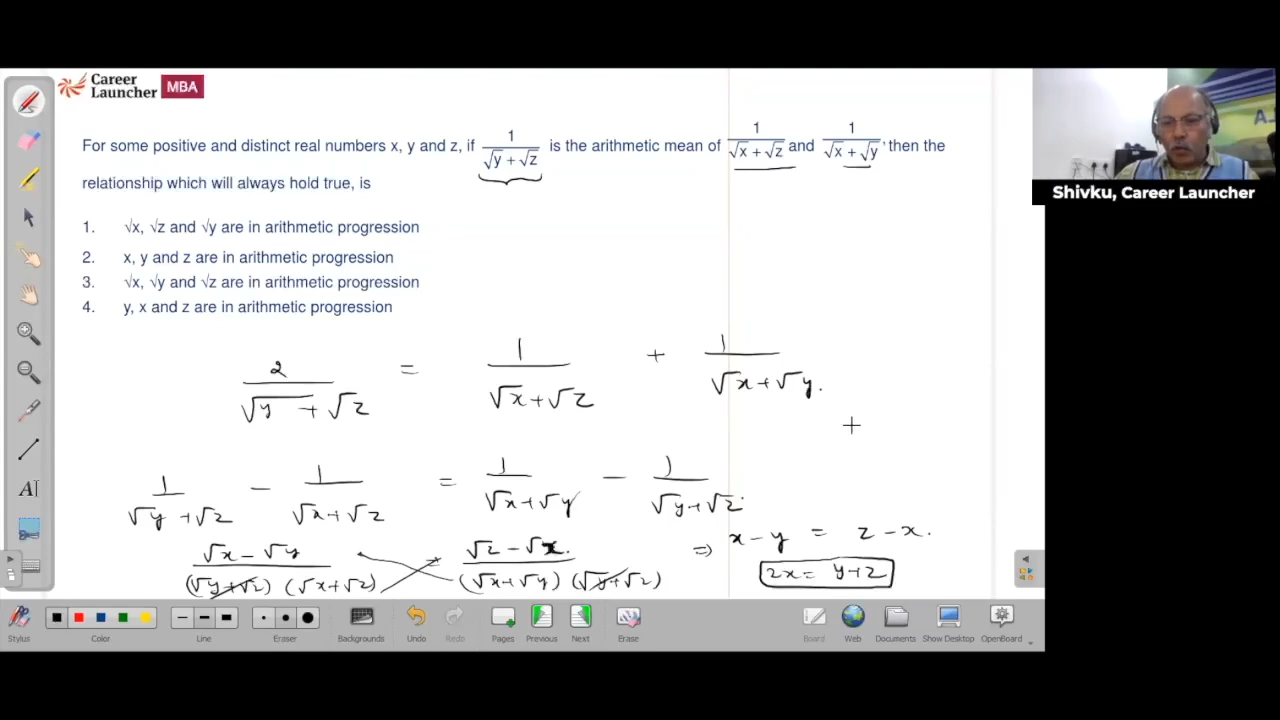 Career
Launcher MBA
For some positive and distinct real numbers x, y and z, if 1/(√y + √z) is the arithmetic mean of 1/(√x + √z) and 1/(√x + √y), then the
relationship which will always hold true, is
1. √x, √z and √y are in arithmetic progression
2. x, y and z are in arithmetic progression
3. √x, √y and √z are in arithmetic progression
4. y, x and z are in arithmetic progression
2/(√y + √z) = 1/(√x + √z) + 1/(√x + √y).
+
1/(√y + √z) - 1/(√x + √z) = 1/(√x + √y) - 1/(√y + √z)
(√x - √y)/((√y + √z)(√x + √z)) = (√z - √x.)/((√x + √y)(√y + √z)) ⇒ x - y = z - x.
2x = y + z
Shivku, Career Launcher
Stylus Color Line Eraser Backgrounds Undo Redo Pages Previous Next Erase Board Web Documents Show Desktop OpenBoard